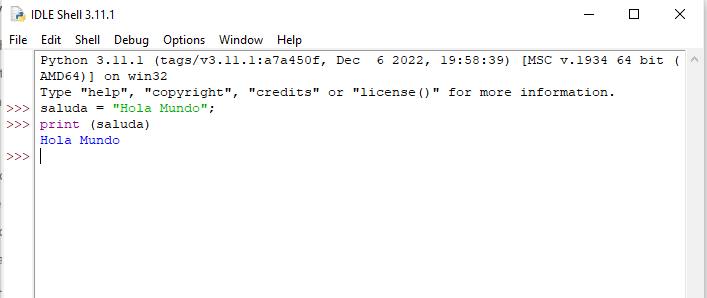 IDLE Shell 3.11.1
File Edit Shell Debug Options Window Help
Python 3.11.1 (tags/v3.11.1:a7a450f, Dec  6 2022, 19:58:39) [MSC v.1934 64 bit (
AMD64)] on win32
Type "help", "copyright", "credits" or "license()" for more information.
>>> saluda = "Hola Mundo";
>>> print (saluda)
Hola Mundo
>>>